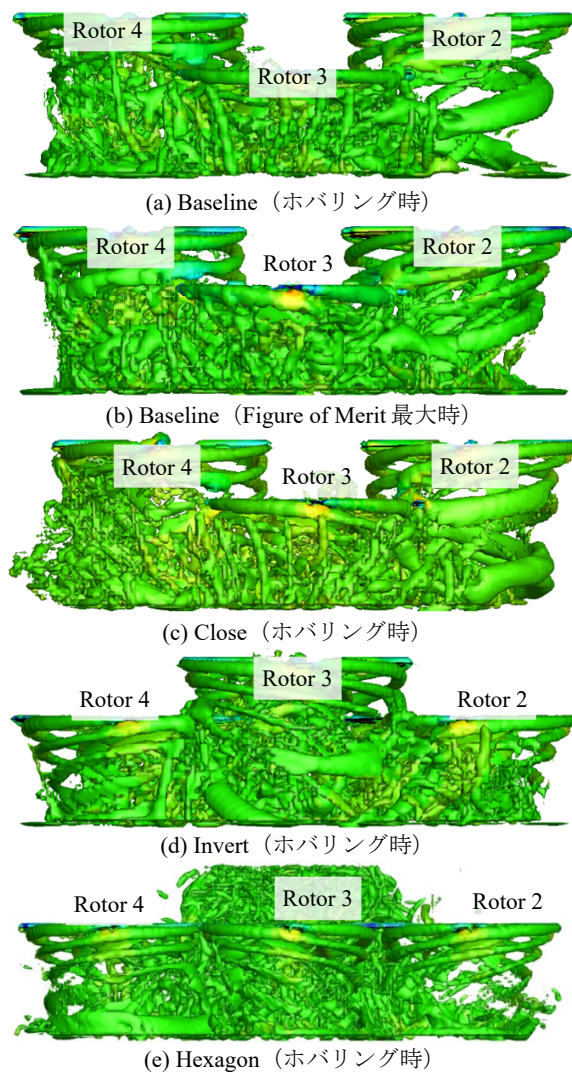 Rotor 4
Rotor 2
Rotor 3
(a) Baseline（ホバリング時）
Rotor 4
Rotor 3
Rotor 2
(b) Baseline（Figure of Merit 最大時）
Rotor 4
Rotor 3
Rotor 2
(c) Close（ホバリング時）
Rotor 3
Rotor 4
Rotor 2
(d) Invert（ホバリング時）
Rotor 4
Rotor 3
Rotor 2
(e) Hexagon（ホバリング時）